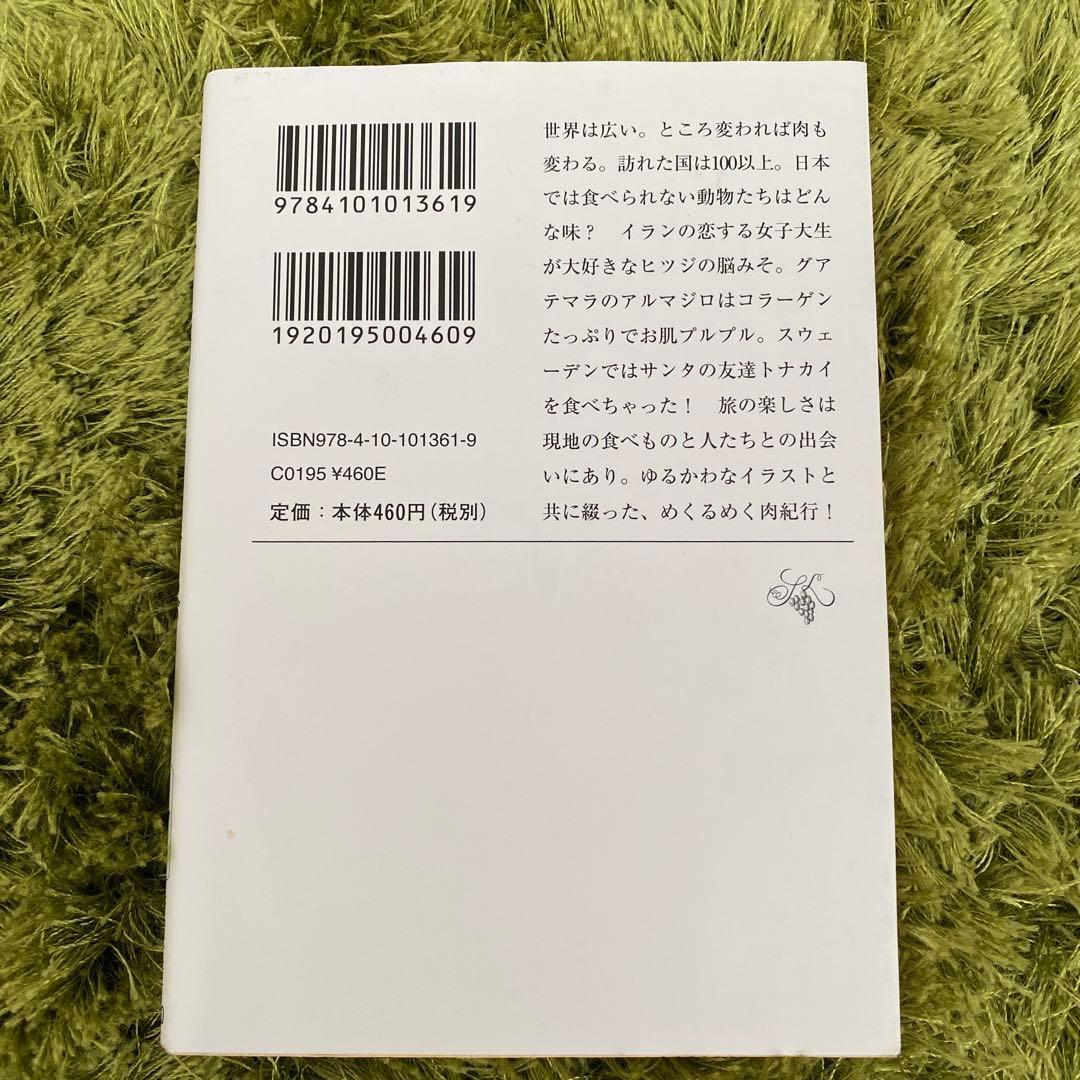 9784101013619
1920195004609
ISBN978-4-10-101361-9
C0195 ¥460E
定価：本体460円（税別）
世界は広い。ところ変われば肉も
変わる。訪れた国は100以上。日本
では食べられない動物たちはどん
な味？　イランの恋する女子大生
が大好きなヒツジの脳みそ。グア
テマラのアルマジロはコラーゲン
たっぷりでお肌プルプル。スウェ
ーデンではサンタの友達トナカイ
を食べちゃった！　旅の楽しさは
現地の食べものと人たちとの出会
いにあり。ゆるかわなイラストと
共に綴った、めくるめく肉紀行！